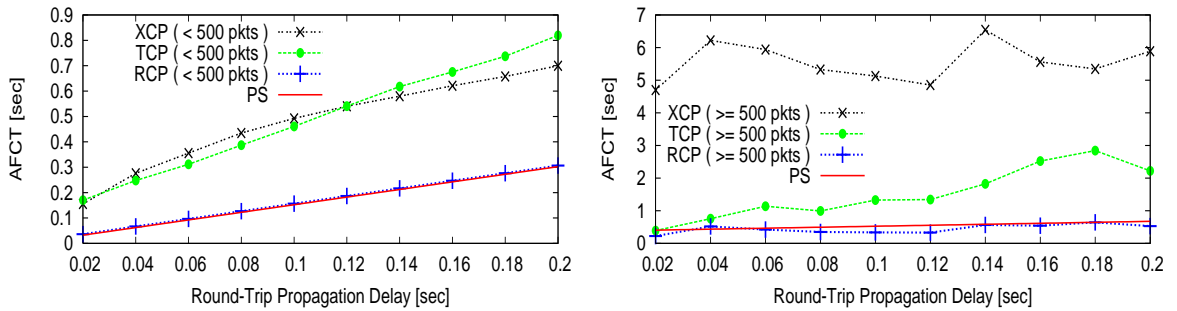 AFCT [sec]
0.9
0.8
0.7
0.6
0.5
0.4
0.3
0.2
0.1
0
XCP ( < 500 pkts )
TCP ( < 500 pkts )
RCP ( < 500 pkts )
PS
0.02 0.04 0.06 0.08 0.1 0.12 0.14 0.16 0.18 0.2
Round-Trip Propagation Delay [sec]
AFCT [sec]
7
6
5
4
3
2
1
0
XCP ( >= 500 pkts )
TCP ( >= 500 pkts )
RCP ( >= 500 pkts )
PS
0.02 0.04 0.06 0.08 0.1 0.12 0.14 0.16 0.18 0.2
Round-Trip Propagation Delay [sec]